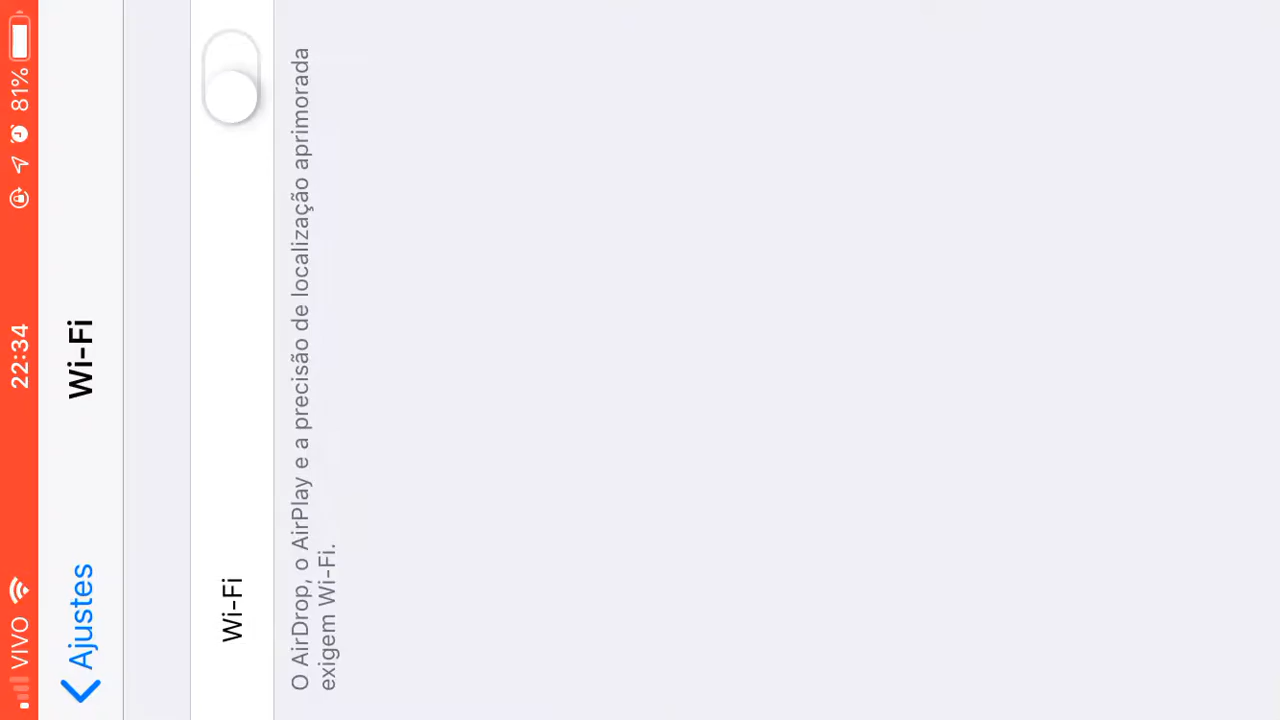 VIVO 22:34 81%
Ajustes Wi-Fi
Wi-Fi
O AirDrop, o AirPlay e a precisão de localização aprimorada
exigem Wi-Fi.